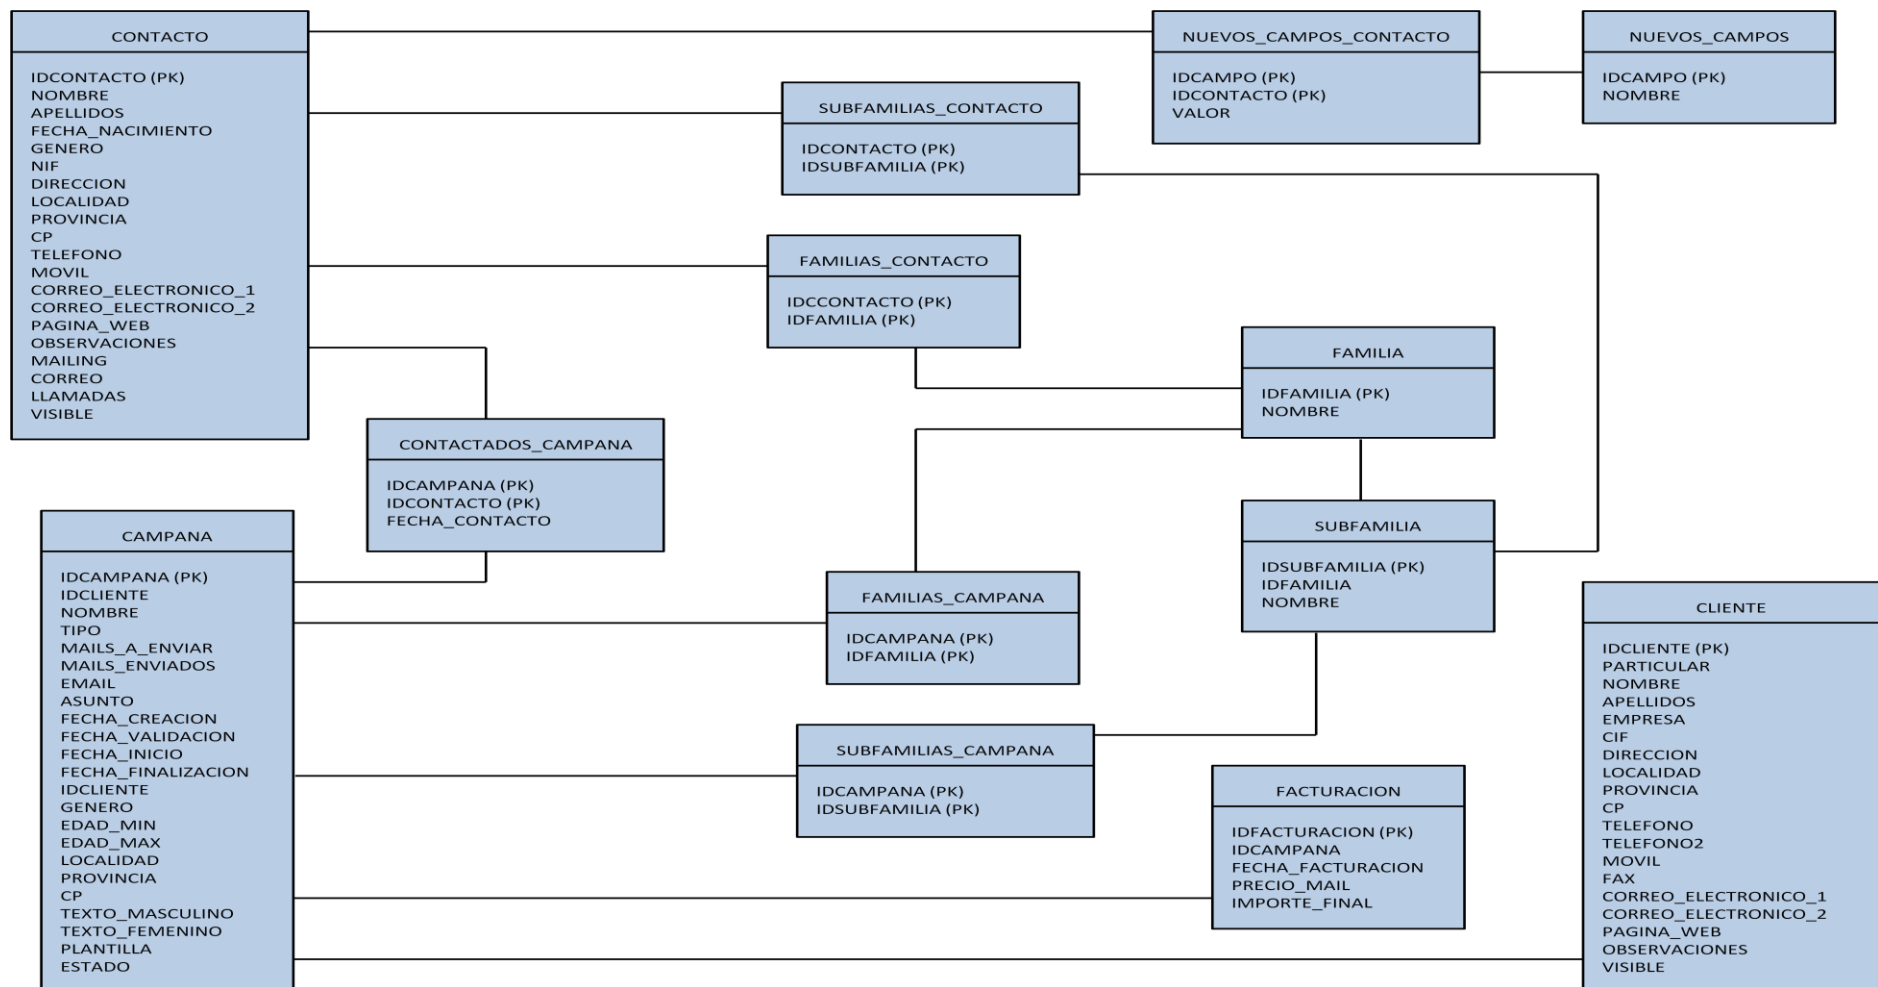 CONTACTO
IDCONTACTO (PK)
NOMBRE
APELLIDOS
FECHA_NACIMIENTO
GENERO
NIF
DIRECCION
LOCALIDAD
PROVINCIA
CP
TELEFONO
MOVIL
CORREO_ELECTRONICO_1
CORREO_ELECTRONICO_2
PAGINA_WEB
OBSERVACIONES
MAILING
CORREO
LLAMADAS
VISIBLE
NUEVOS_CAMPOS_CONTACTO
IDCAMPO (PK)
IDCONTACTO (PK)
VALOR
NUEVOS_CAMPOS
IDCAMPO (PK)
NOMBRE
SUBFAMILIAS_CONTACTO
IDCONTACTO (PK)
IDSUBFAMILIA (PK)
FAMILIAS_CONTACTO
IDCCONTACTO (PK)
IDFAMILIA (PK)
FAMILIA
IDFAMILIA (PK)
NOMBRE
CONTACTADOS_CAMPANA
IDCAMPANA (PK)
IDCONTACTO (PK)
FECHA_CONTACTO
SUBFAMILIA
IDSUBFAMILIA (PK)
IDFAMILIA
NOMBRE
CAMPANA
IDCAMPANA (PK)
IDCLIENTE
NOMBRE
TIPO
MAILS_A_ENVIAR
MAILS_ENVIADOS
EMAIL
ASUNTO
FECHA_CREACION
FECHA_VALIDACION
FECHA_INICIO
FECHA_FINALIZACION
IDCLIENTE
GENERO
EDAD_MIN
EDAD_MAX
LOCALIDAD
PROVINCIA
CP
TEXTO_MASCULINO
TEXTO_FEMENINO
PLANTILLA
ESTADO
FAMILIAS_CAMPANA
IDCAMPANA (PK)
IDFAMILIA (PK)
SUBFAMILIAS_CAMPANA
IDCAMPANA (PK)
IDSUBFAMILIA (PK)
FACTURACION
IDFACTURACION (PK)
IDCAMPANA
FECHA_FACTURACION
PRECIO_MAIL
IMPORTE_FINAL
CLIENTE
IDCLIENTE (PK)
PARTICULAR
NOMBRE
APELLIDOS
EMPRESA
CIF
DIRECCION
LOCALIDAD
PROVINCIA
CP
TELEFONO
TELEFONO2
MOVIL
FAX
CORREO_ELECTRONICO_1
CORREO_ELECTRONICO_2
PAGINA_WEB
OBSERVACIONES
VISIBLE